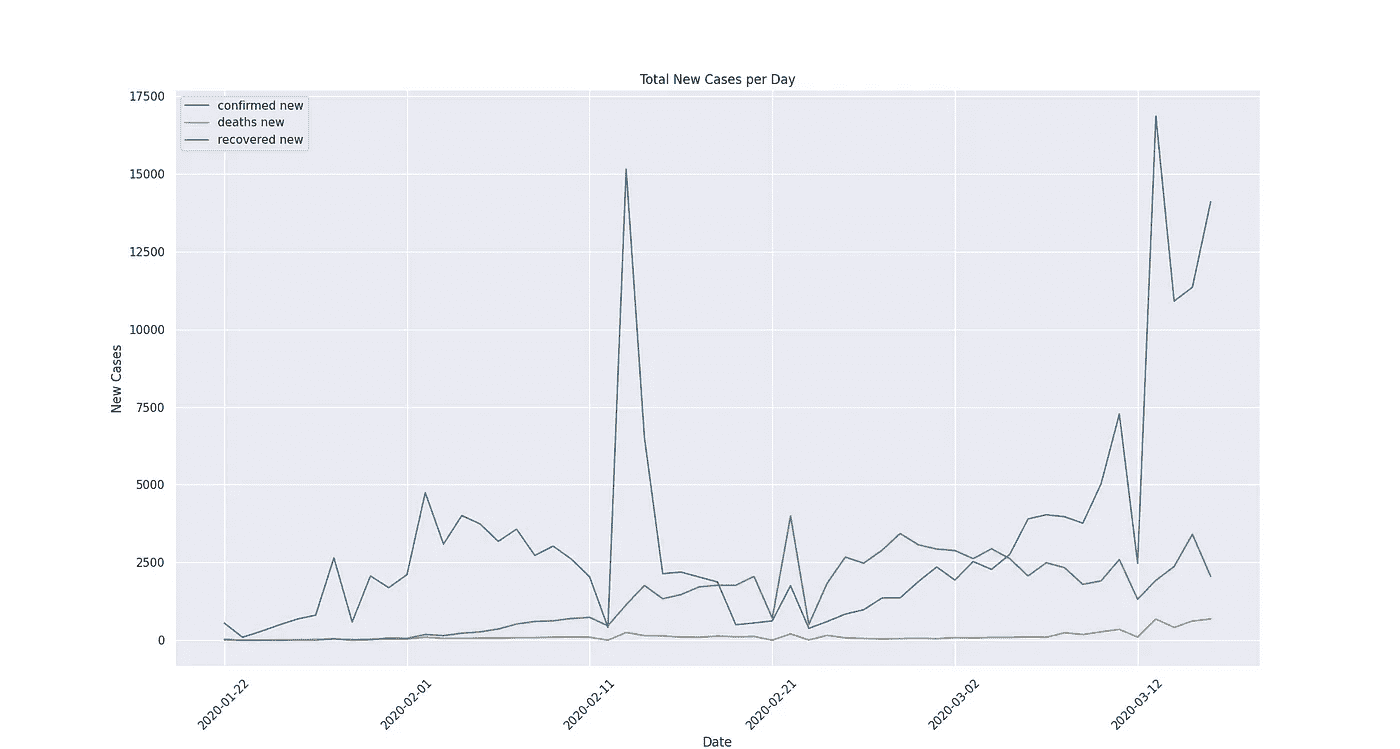 Total New Cases per Day
17500
15000
12500
10000
7500
5000
2500
0
New Cases
confirmed new
deaths new
recovered new
2020-01-22
2020-02-01
2020-02-11
2020-02-21
2020-03-02
2020-03-12
Date